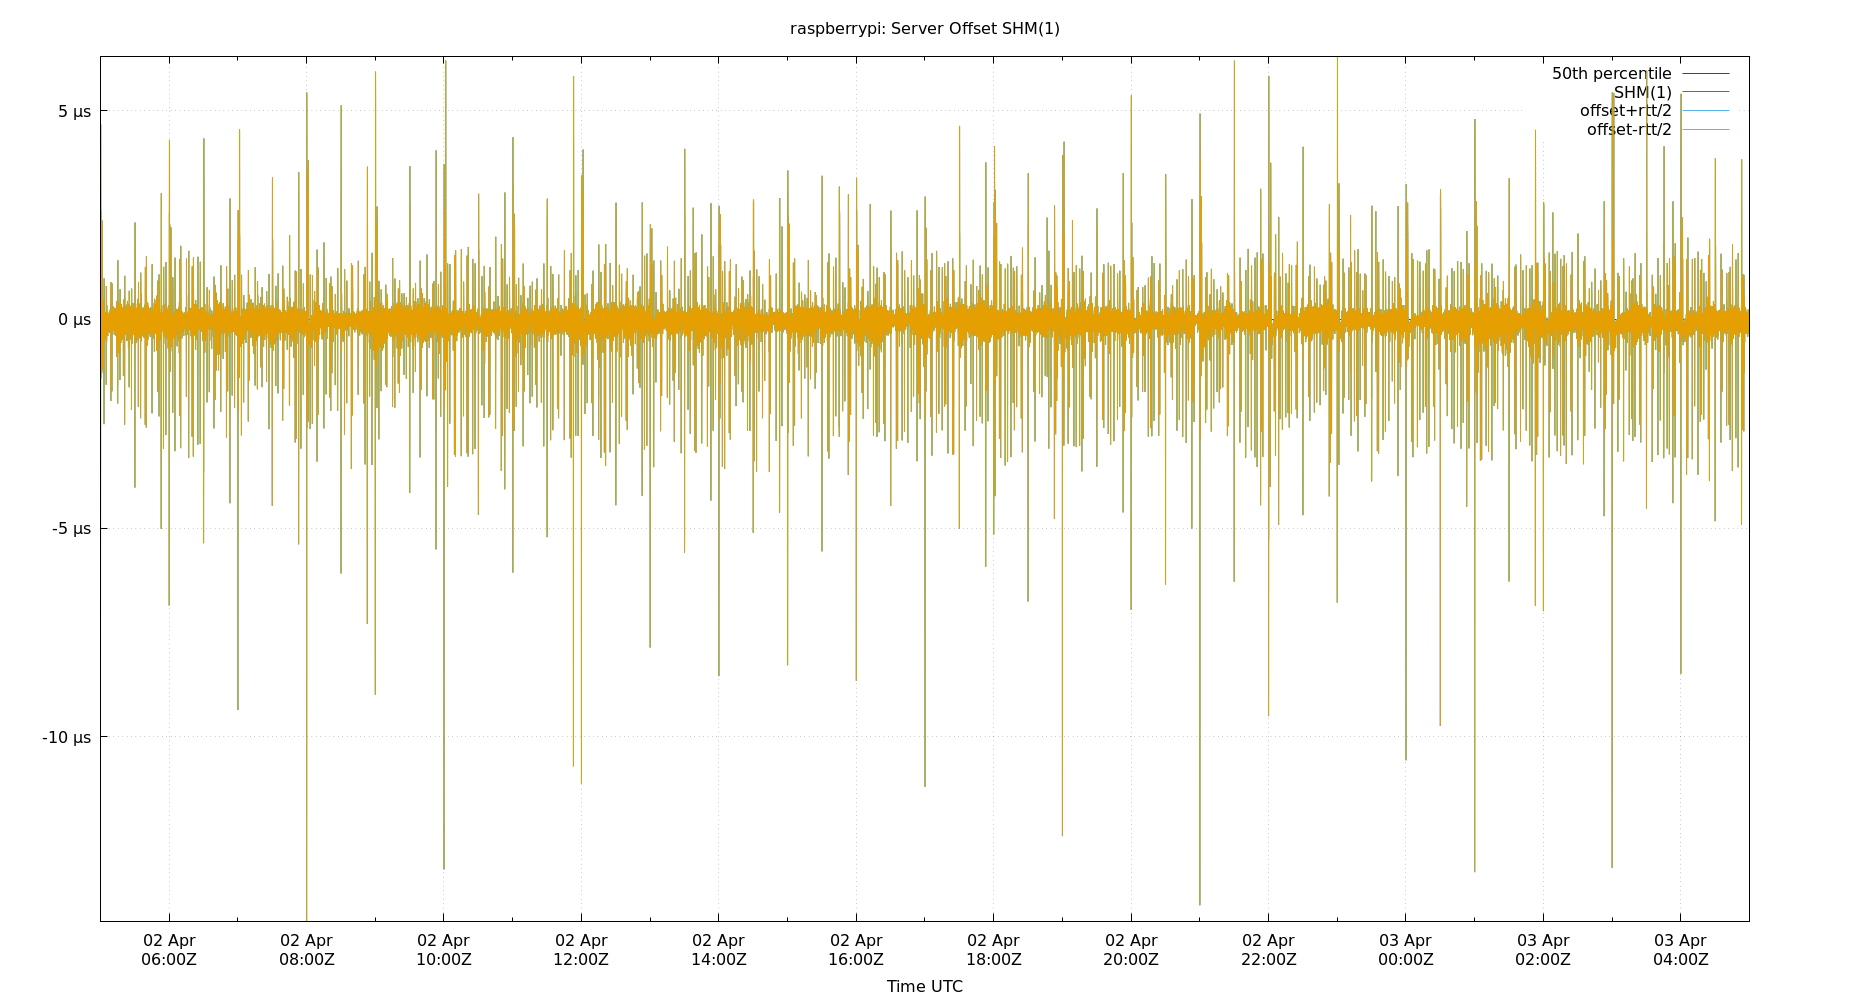 raspberrypi: Server Offset SHM(1)
50th percentile
SHM(1)
offset+rtt/2
offset-rtt/2
5 µs
0 µs
-5 µs
-10 µs
02 Apr 02 Apr 02 Apr 02 Apr 02 Apr 02 Apr 02 Apr 02 Apr 02 Apr 03 Apr 03 Apr 03 Apr
06:00Z 08:00Z 10:00Z 12:00Z 14:00Z 16:00Z 18:00Z 20:00Z 22:00Z 00:00Z 02:00Z 04:00Z
Time UTC